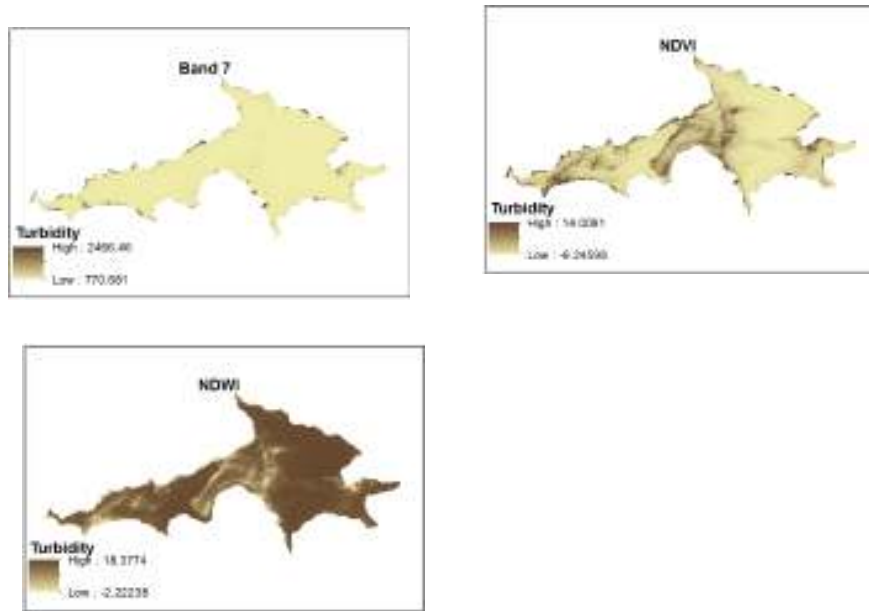 Band 7
Turbidity
High : 2466.46
Low : 770.681
NDVI
Turbidity
High : 14.0091
Low : -6.24598
NDWI
Turbidity
High : 18.3774
Low : -2.22238